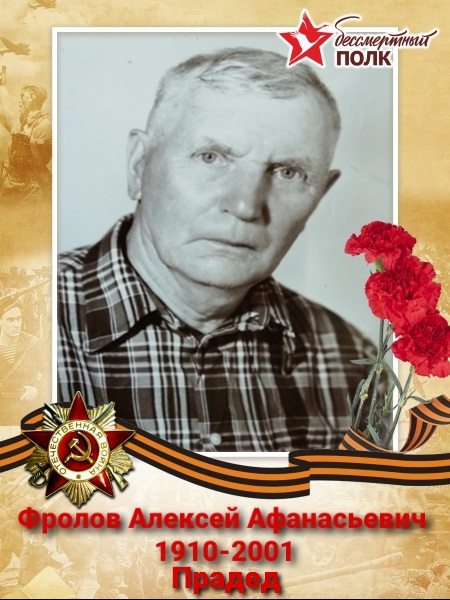 бессмертный
ПОЛК
ОТЕЧЕСТВЕННАЯ ВОЙНА
Фролов Алексей Афанасьевич
1910-2001
Прадед